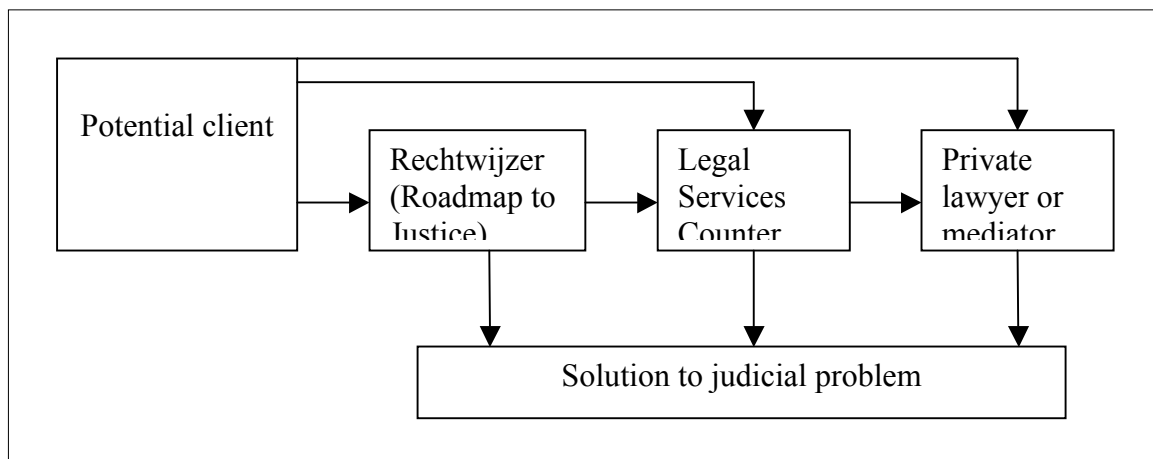 Potential client
Rechtwijzer
(Roadmap to
Justice)
Legal
Services
Counter
Private
lawyer or
mediator
Solution to judicial problem